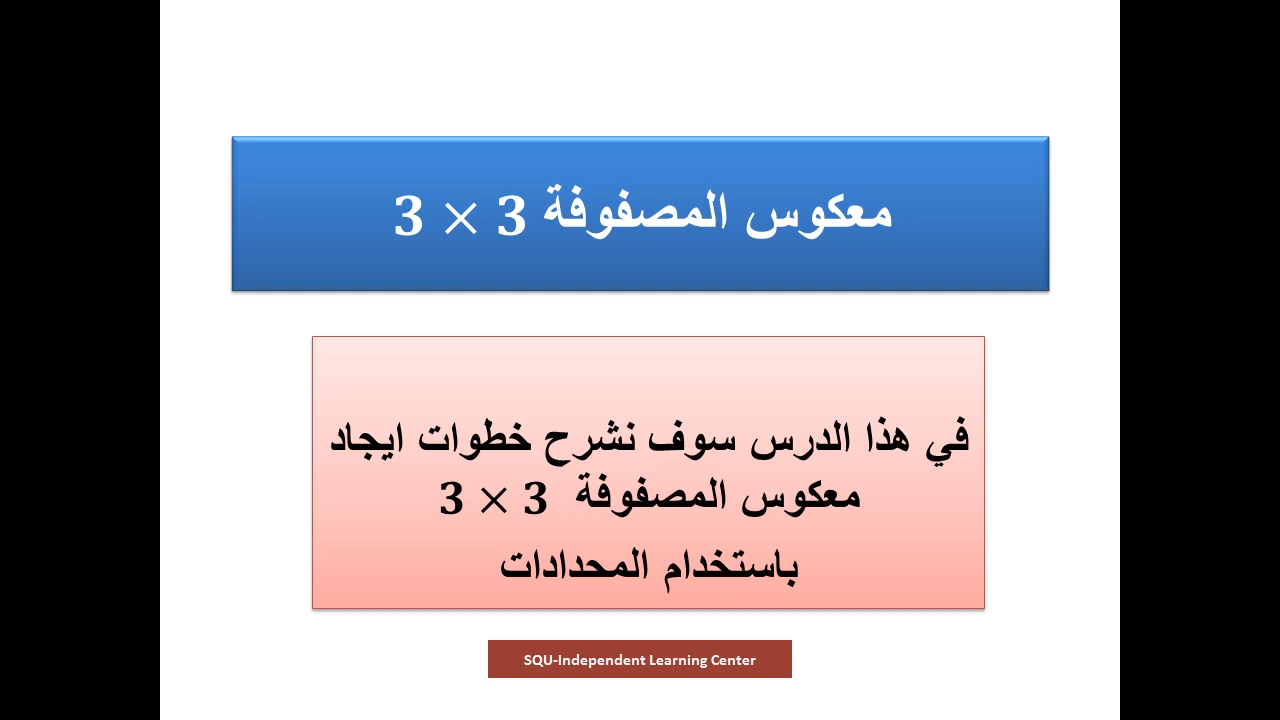 معكوس المصفوفة 3 × 3
في هذا الدرس سوف نشرح خطوات ايجاد
معكوس المصفوفة 3 × 3
باستخدام المحدادات
SQU-Independent Learning Center